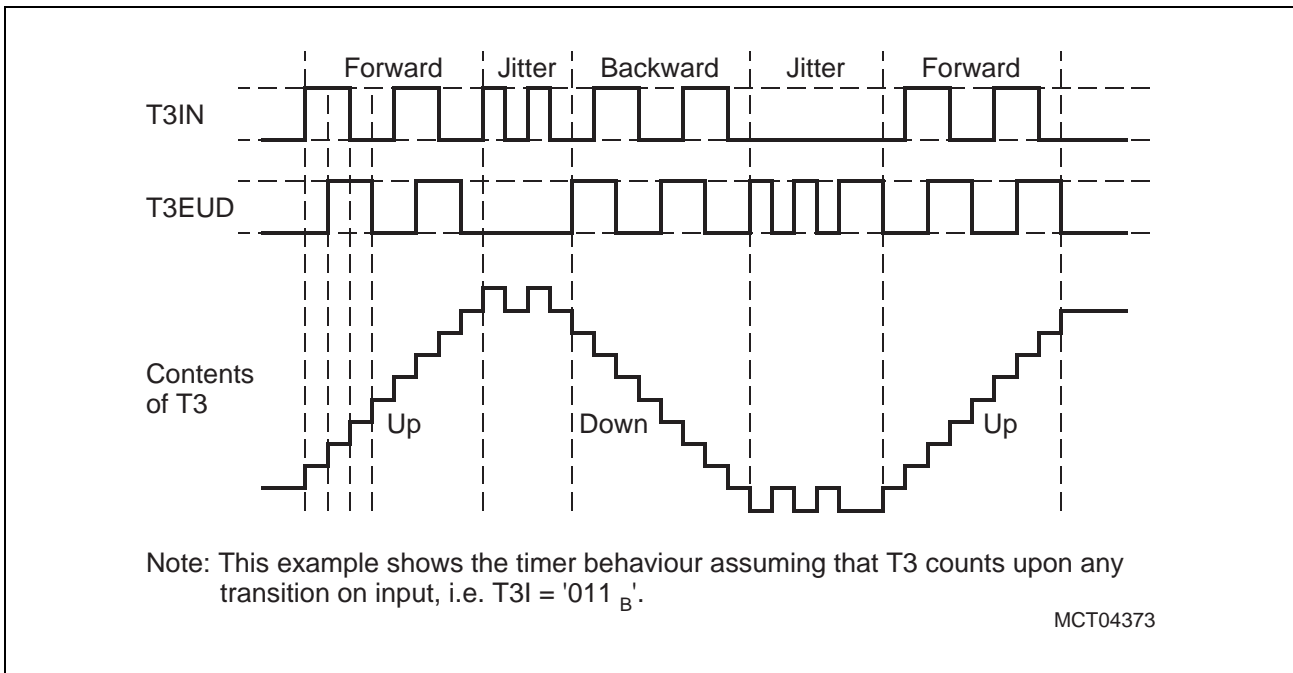 Forward Jitter Backward Jitter Forward
T3IN
T3EUD
Contents
of T3
Up Down Up
Note: This example shows the timer behaviour assuming that T3 counts upon any
transition on input, i.e. T3I = '011 B'.
MCT04373